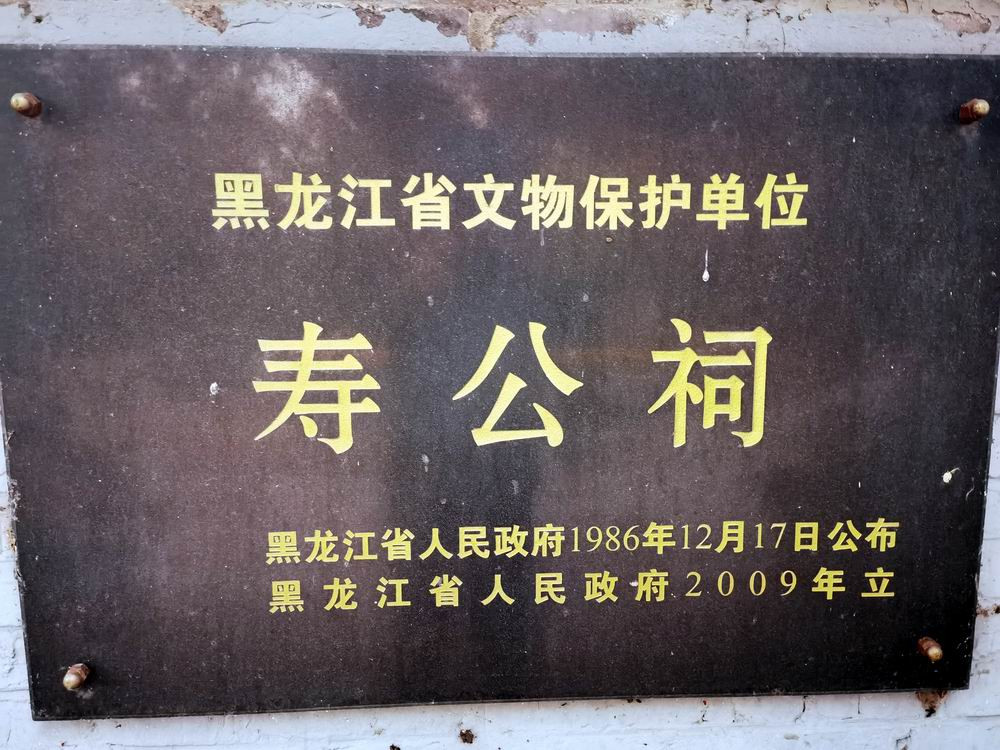 黑龙江省文物保护单位
寿公祠
黑龙江省人民政府1986年12月17日公布
黑龙江省人民政府2009年立